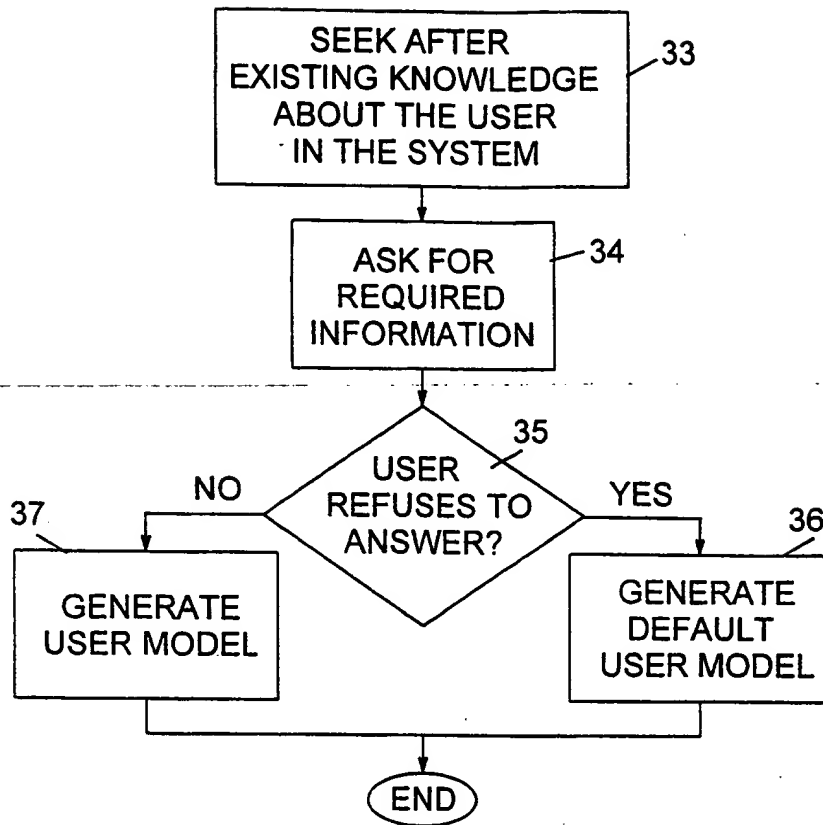 SEEK AFTER
EXISTING KNOWLEDGE
ABOUT THE USER
IN THE SYSTEM
33
ASK FOR
REQUIRED
INFORMATION
34
35
USER
REFUSES TO
ANSWER?
NO
YES
37
GENERATE
USER MODEL
36
GENERATE
DEFAULT
USER MODEL
END